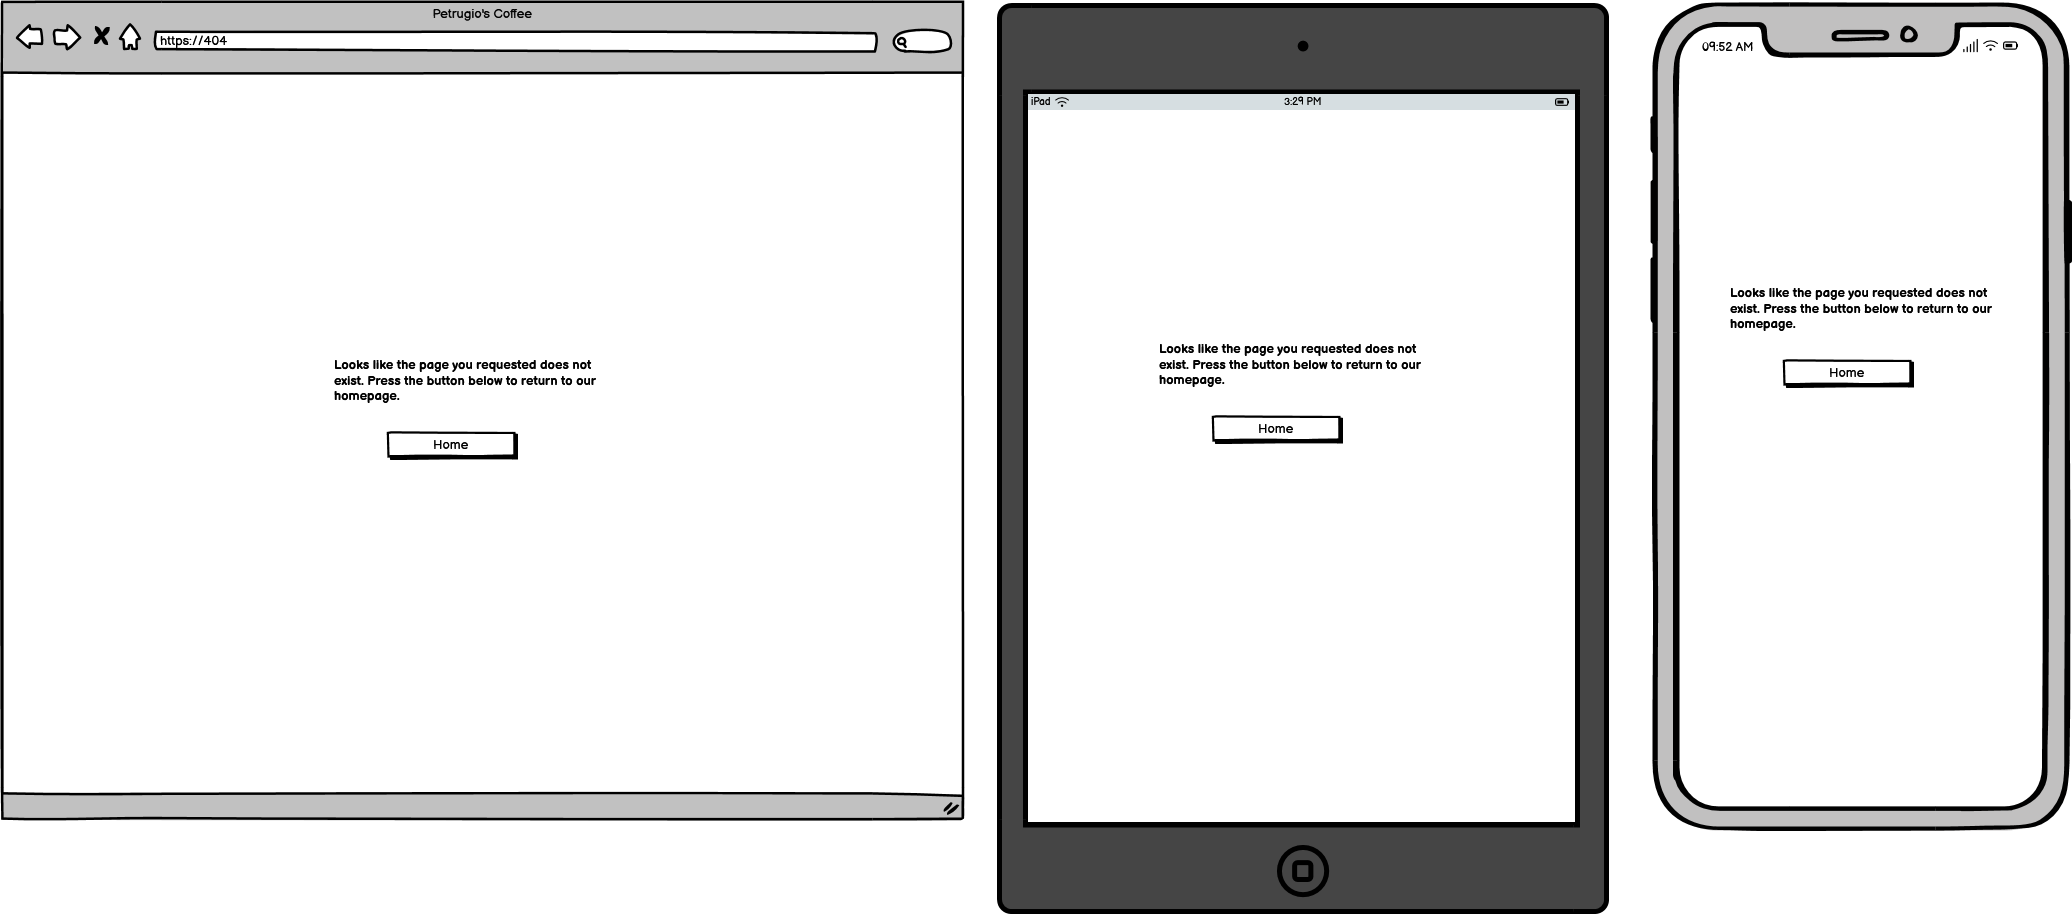 Petrugio's Coffee
https://404
Looks like the page you requested does not
exist. Press the button below to return to our
homepage.
Home
iPad
3:29 PM
Looks like the page you requested does not
exist. Press the button below to return to our
homepage.
Home
09:52 AM
Looks like the page you requested does not
exist. Press the button below to return to our
homepage.
Home